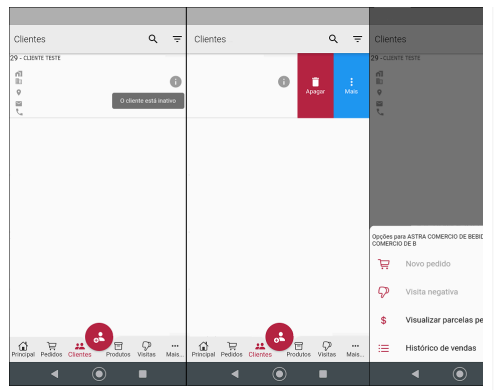 Clientes
29 - CLIENTE TESTE
O cliente está inativo
Principal
Pedidos
Clientes
Produtos
Visitas
Mais...
Clientes
Apagar
Mais
Principal
Pedidos
Clientes
Produtos
Visitas
Mais...
Clientes
29 - CLIENTE TESTE
Opções para ASTRA COMERCIO DE BEBID
COMERCIO DE B
Novo pedido
Visita negativa
Visualizar parcelas pe
Histórico de vendas